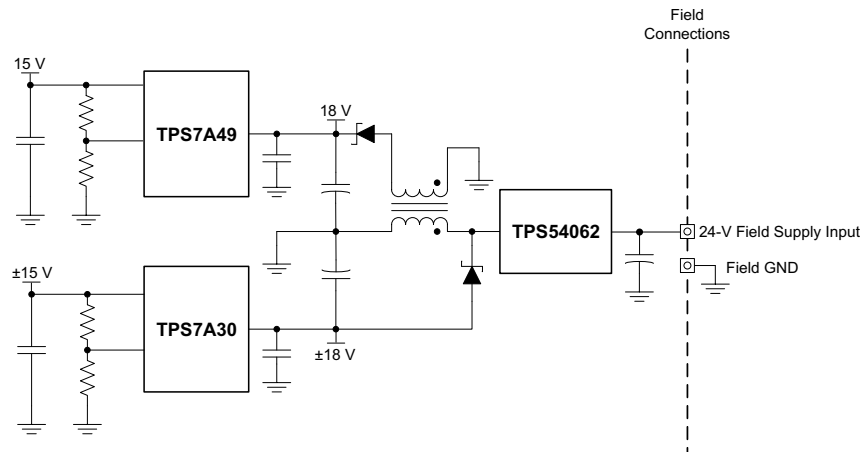 Field
Connections
15 V
TPS7A49
18 V
TPS54062
24-V Field Supply Input
Field GND
±15 V
TPS7A30
±18 V